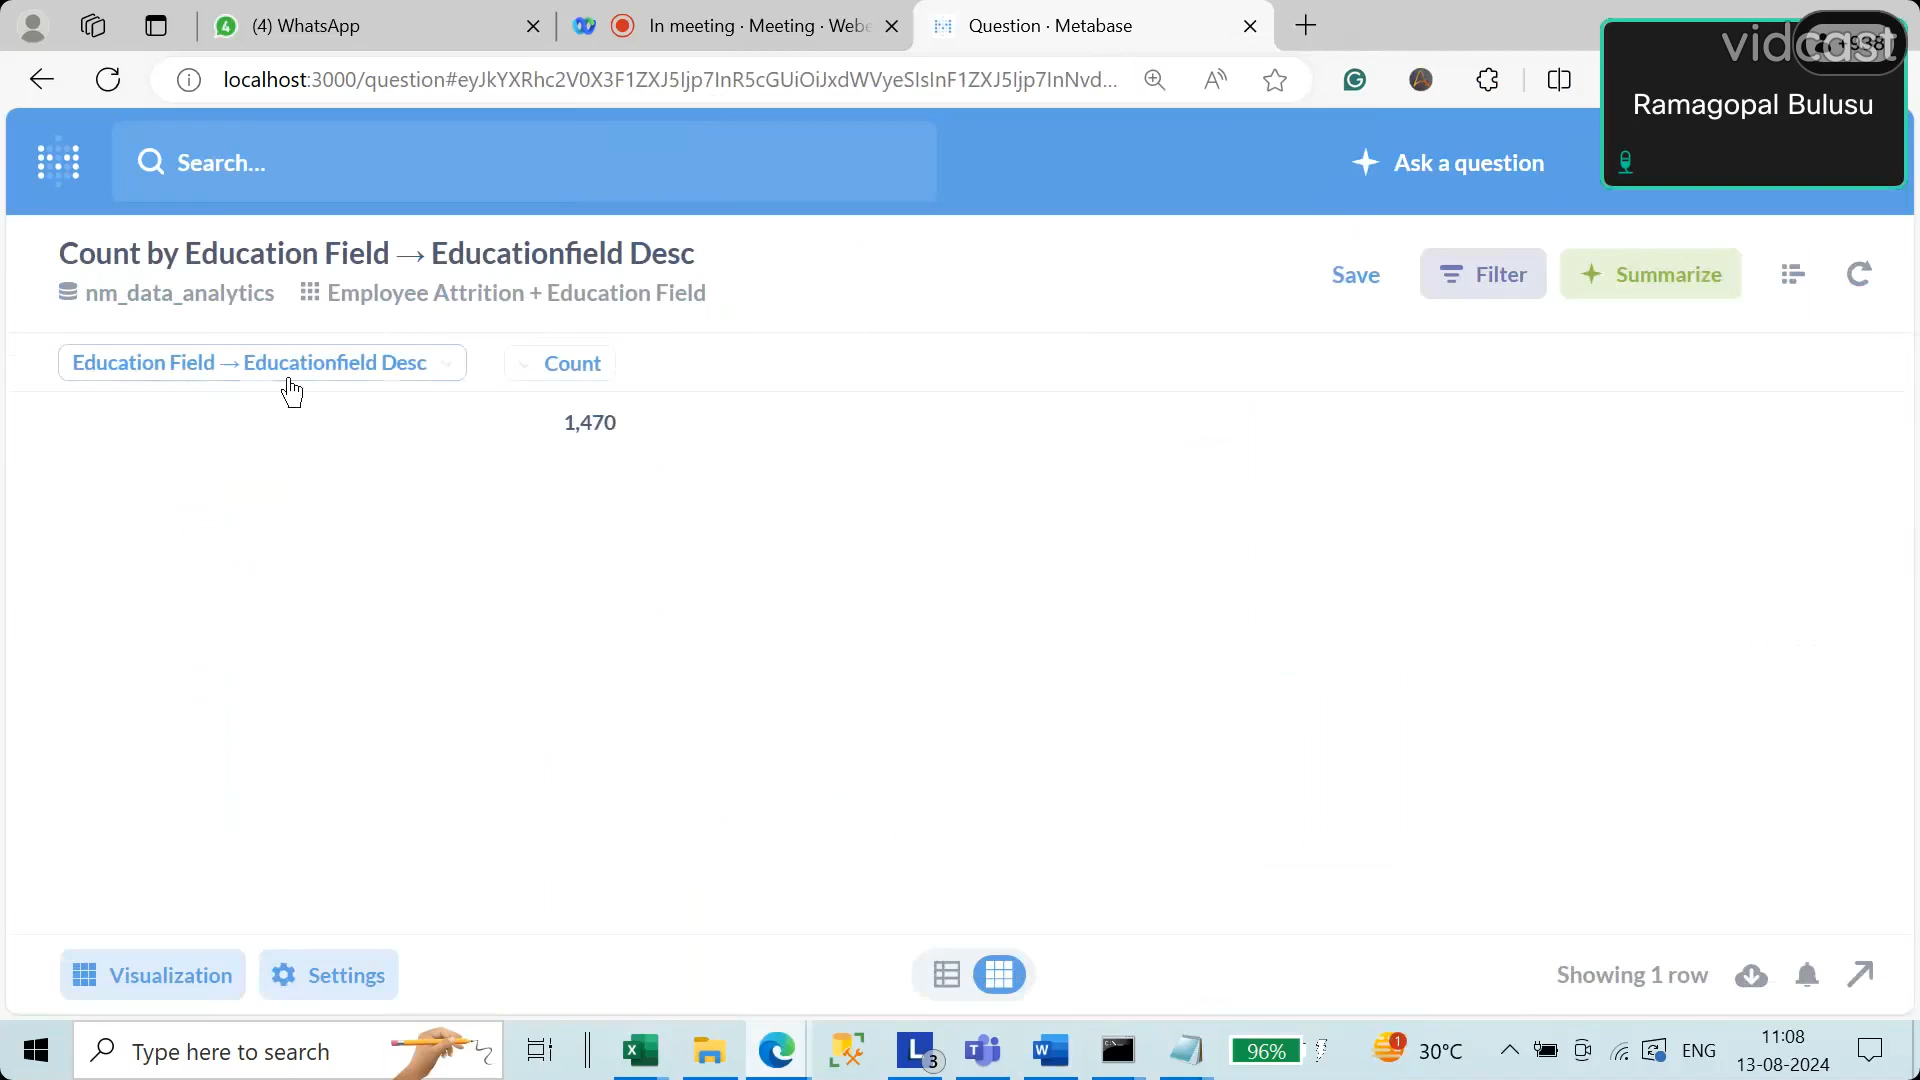 (4) WhatsApp
In meeting · Meeting · Webe
Question · Metabase
vidcast
Ramagopal Bulusu
localhost:3000/question#eyJkYXRhc2V0X3F1ZXJ5Ijp7InR5cGUiOiJxdWVyeSIsInF1ZXJ5Ijp7InNvd...
Search...
Ask a question
Count by Education Field → Educationfield Desc
nm_data_analytics
Employee Attrition + Education Field
Save
Filter
Summarize
Education Field → Educationfield Desc
Count
1,470
Visualization
Settings
Showing 1 row
Type here to search
3
96%
1
30°C
ENG
11:08
13-08-2024